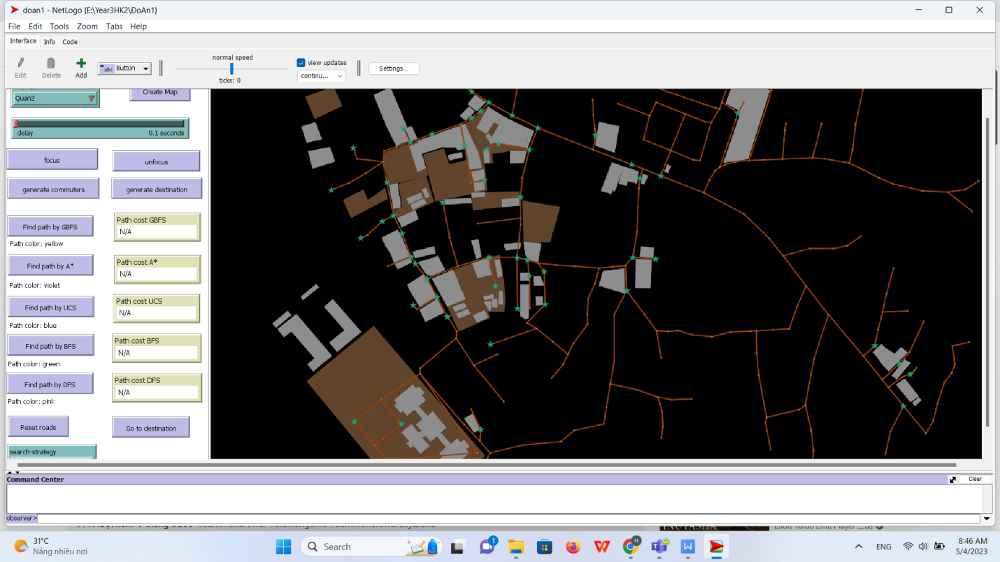 doan1 - NetLogo {E:\Year3HK2\ĐoAn1}
File Edit Tools Zoom Tabs Help
Interface Info Code
normal speed
view updates
Edit Delete Add abc Button
continu...
Settings...
ticks: 0
Quan2
Create Map
delay 0.1 seconds
focus unfocus
generate commuters generate destination
Find path by GBFS
Path cost GBFS
N/A
Path color: yellow
Find path by A*
Path cost A*
N/A
Path color: violet
Find path by UCS
Path cost UCS
N/A
Path color: blue
Find path by BFS
Path cost BFS
N/A
Path color: green
Find path by DFS
Path cost DFS
N/A
Path color: pink
Reset roads Go to destination
search-strategy
Command Center Clear
observer>
INUYASHA
31°C
Nắng nhiều nơi
Search
1
H
ENG
8:46 AM
5/4/2023